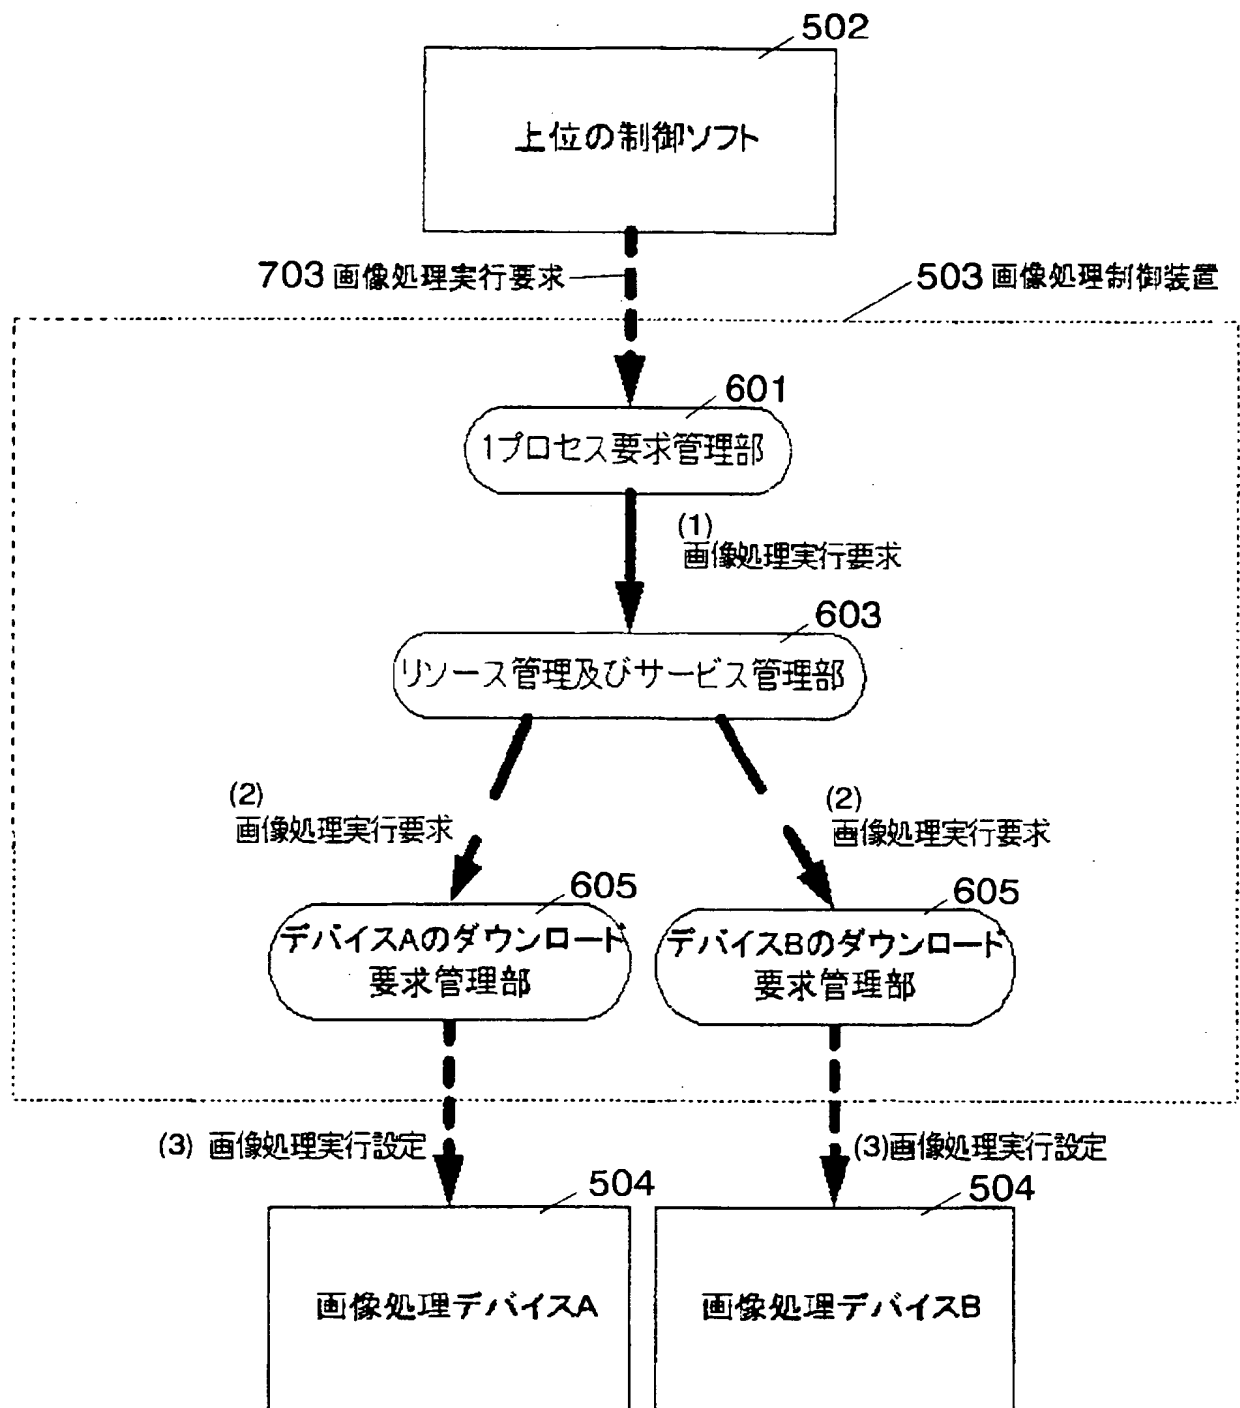 502
上位の制御ソフト
703 画像処理実行要求
503 画像処理制御装置
601
1プロセス要求管理部
(1)
画像処理実行要求
603
リソース管理及びサービス管理部
(2)
画像処理実行要求
(2)
画像処理実行要求
605
デバイスAのダウンロード
要求管理部
605
デバイスBのダウンロード
要求管理部
(3) 画像処理実行設定
(3)画像処理実行設定
504
画像処理デバイスA
504
画像処理デバイスB